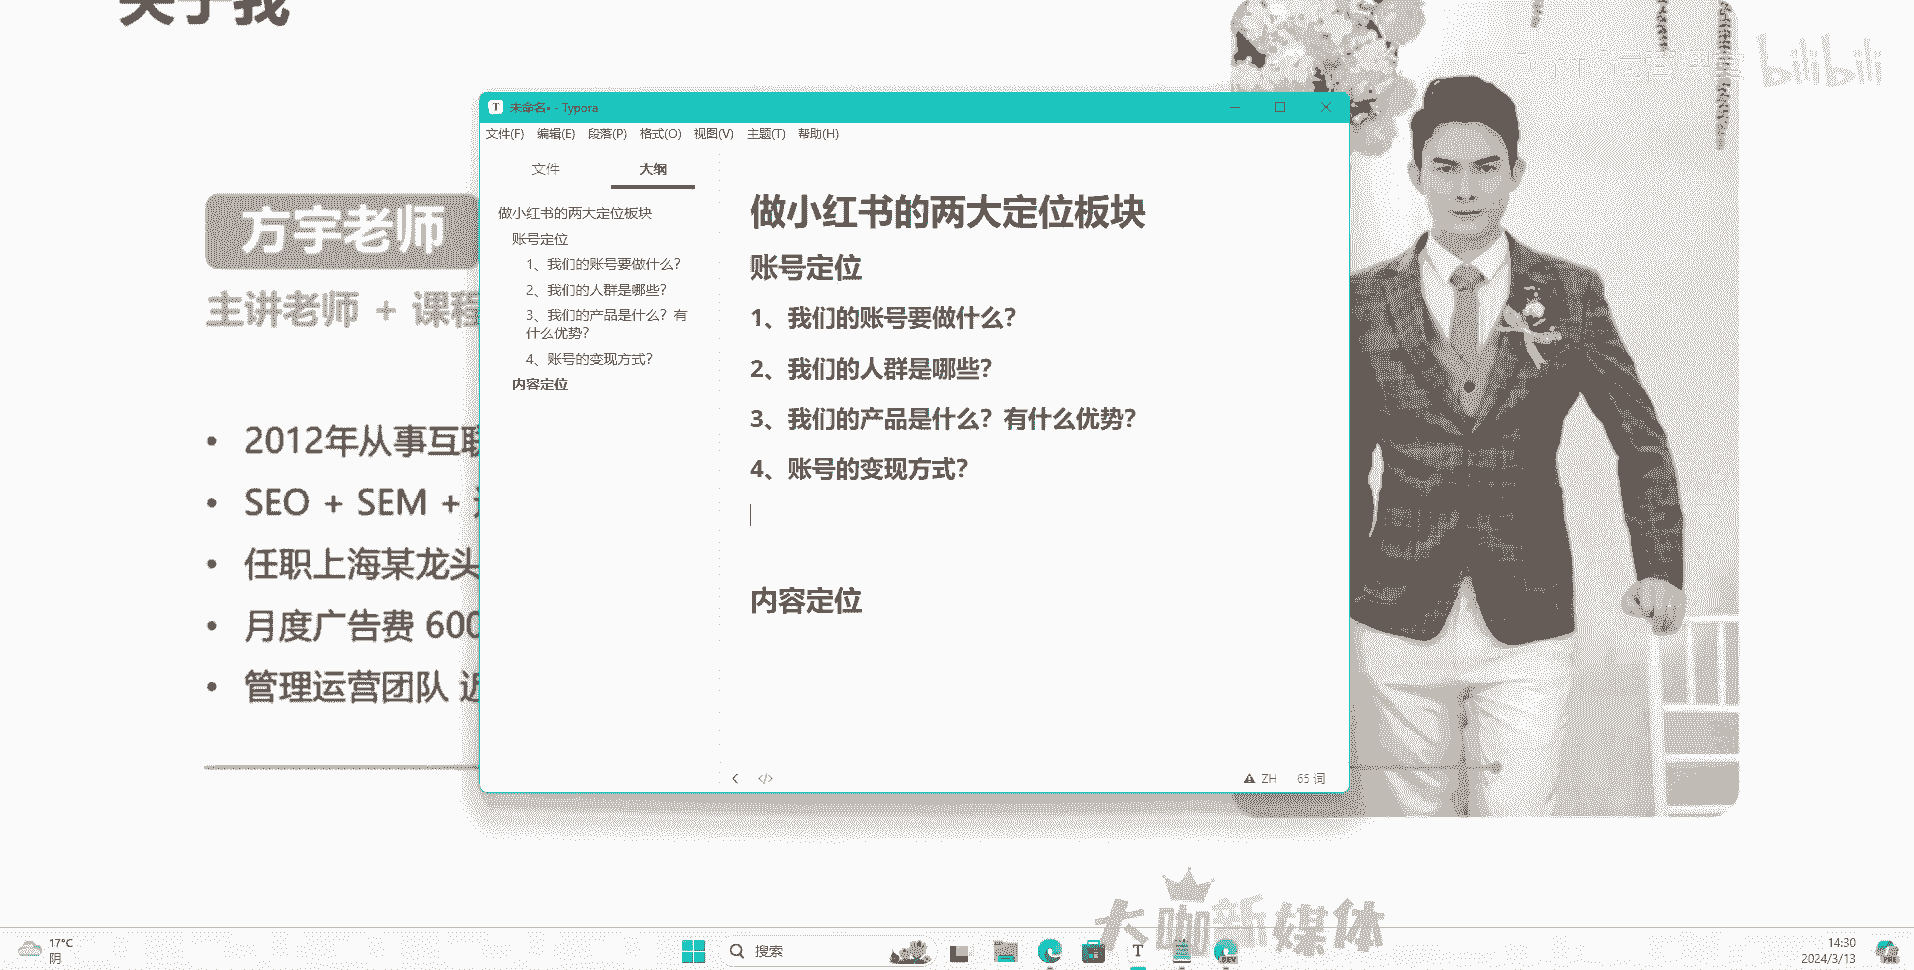 关于我
bilibili
方宇老师
主讲老师 + 课程
2012年从事互联
SEO + SEM +
任职上海某龙头
月度广告费 600
管理运营团队 近
未命名• - Typora
文件(F) 编辑(E) 段落(P) 格式(O) 视图(V) 主题(T) 帮助(H)
文件 大纲
做小红书的两大定位板块
账号定位
1、我们的账号要做什么?
2、我们的人群是哪些?
3、我们的产品是什么? 有
什么优势?
4、账号的变现方式?
内容定位
做小红书的两大定位板块
账号定位
1、我们的账号要做什么?
2、我们的人群是哪些?
3、我们的产品是什么? 有什么优势?
4、账号的变现方式?
内容定位
ZH 65 词
大咖新媒体
17°C
阴
搜索
T
DEV
14:30
2024/3/13
PRE